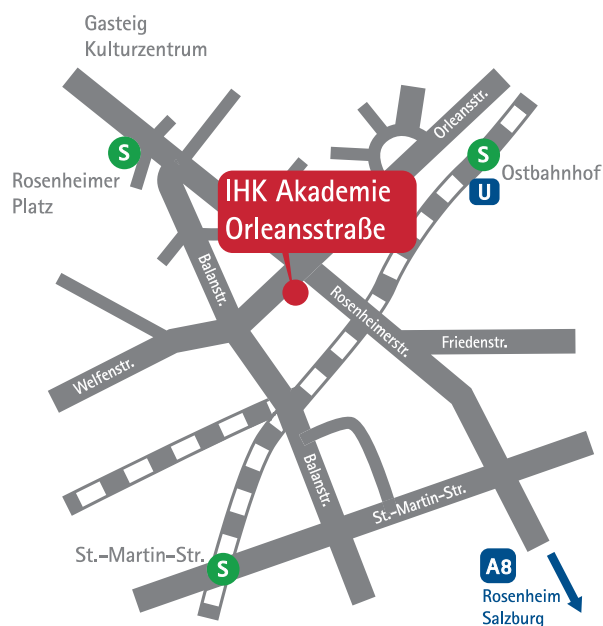 Gasteig
Kulturzentrum
Orleansstr.
S
S
Ostbahnhof
U
Rosenheimer
Platz
IHK Akademie
Orleansstraße
Balanstr.
Rosenheimerstr.
Friedenstr.
Welfenstr.
Balanstr.
St.-Martin-Str.
St.-Martin-Str.
S
A8
Rosenheim
Salzburg